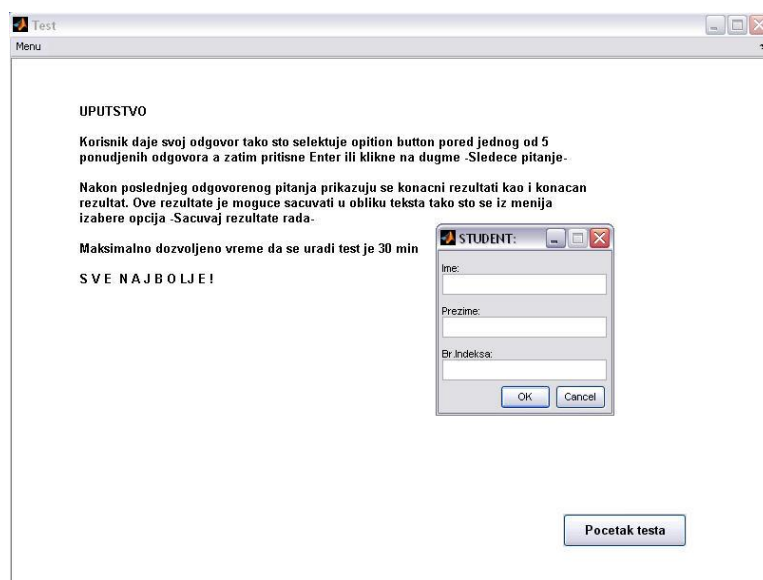 Test
Menu
UPUTSTVO
Korisnik daje svoj odgovor tako sto selektuje opition button pored jednog od 5
ponudjenih odgovora a zatim pritisne Enter ili klikne na dugme -Sledece pitanje-
Nakon poslednjeg odgovorenog pitanja prikazuju se konacni rezultati kao i konacan
rezultat. Ove rezultate je moguce sacuvati u obliku teksta tako sto se iz menija
izabere opcija -Sacuvaj rezultate rada-
Maksimalno dozvoljeno vreme da se uradi test je 30 min
S V E  N A J B O LJ E !
STUDENT:
Ime:
Prezime:
Br.Indeksa:
OK
Cancel
Pocetak testa